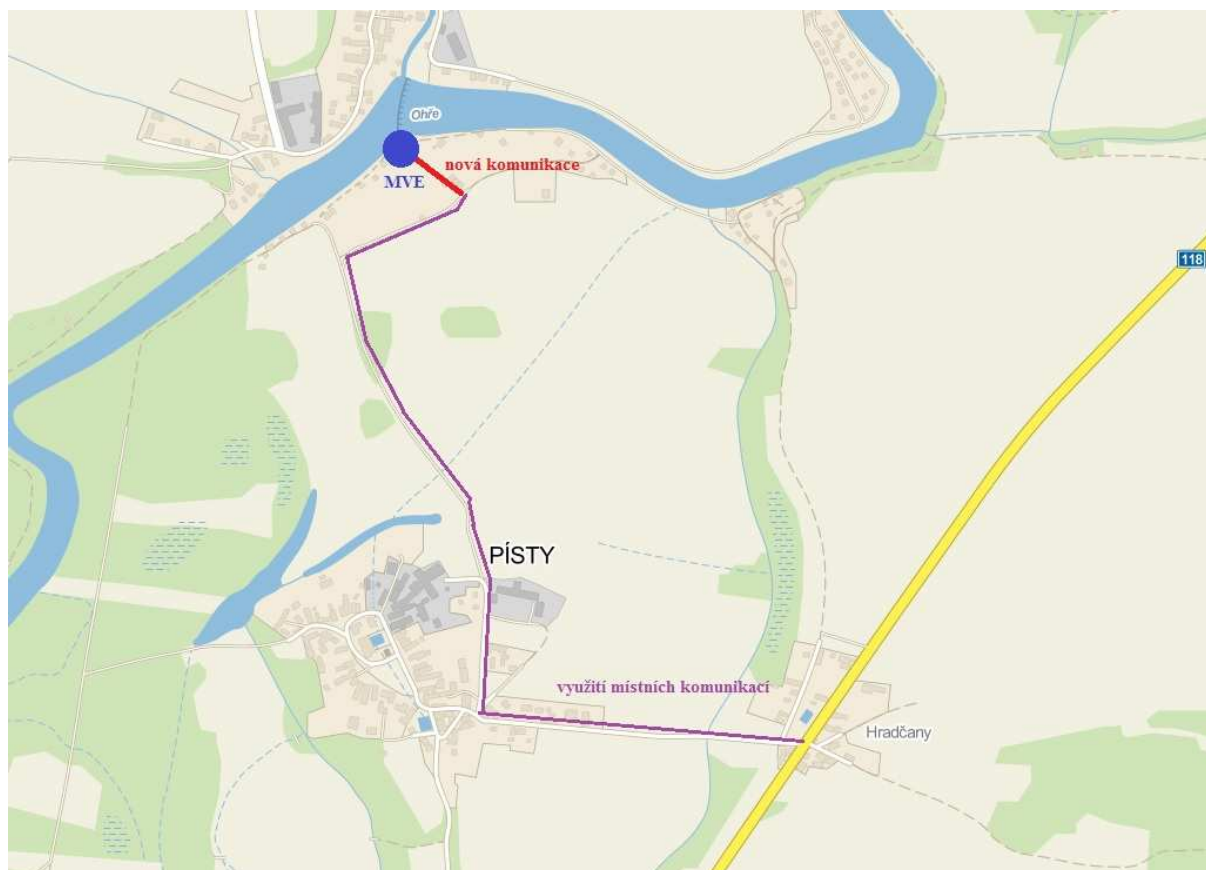 Ohře
nová komunikace
MVE
118
PÍSTY
využití místních komunikací
Hradčany